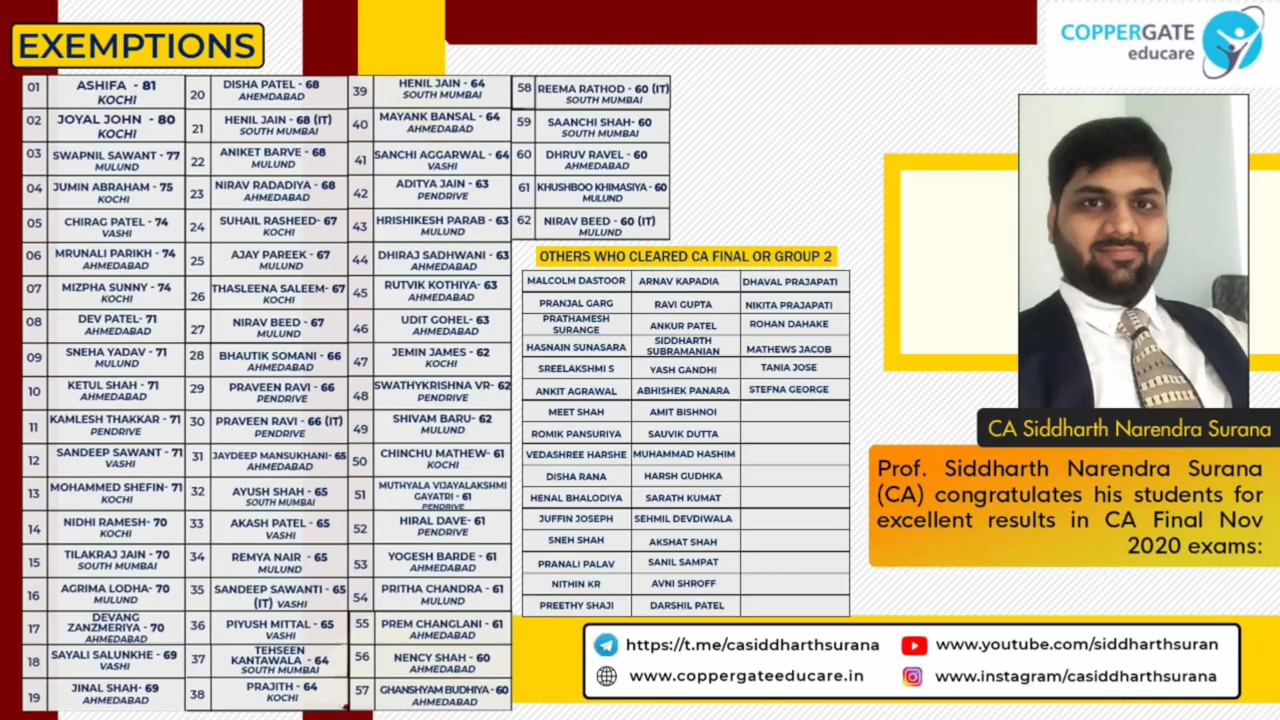 EXEMPTIONS
COPPERGATE
educare
01 ASHIFA - 81
KOCHI
02 JOYAL JOHN - 80
KOCHI
03 SWAPNIL SAWANT - 77
MULUND
04 JUMIN ABRAHAM - 75
KOCHI
05 CHIRAG PATEL - 74
VASHI
06 MRUNALI PARIKH - 74
AHMEDABAD
07 MIZPHA SUNNY - 74
KOCHI
08 DEV PATEL- 71
AHMEDABAD
09 SNEHA YADAV - 71
MULUND
10 KETUL SHAH - 71
AHMEDABAD
11 KAMLESH THAKKAR - 71
PENDRIVE
12 SANDEEP SAWANT - 71
VASHI
13 MOHAMMED SHEFIN- 71
KOCHI
14 NIDHI RAMESH- 70
KOCHI
15 TILAKRAJ JAIN - 70
SOUTH MUMBAI
16 AGRIMA LODHA- 70
MULUND
17 DEVANG
ZANZMERIYA - 70
AHMEDABAD
18 SAYALI SALUNKHE - 69
VASHI
19 JINAL SHAH- 69
AHMEDABAD
20 DISHA PATEL - 68
AHEMDABAD
21 HENIL JAIN - 68 (IT)
SOUTH MUMBAI
22 ANIKET BARVE - 68
MULUND
23 NIRAV RADADIYA - 68
AHMEDABAD
24 SUHAIL RASHEED- 67
KOCHI
25 AJAY PAREEK - 67
MULUND
26 THASLEENA SALEEM- 67
KOCHI
27 NIRAV BEED - 67
MULUND
28 BHAUTIK SOMANI - 66
AHMEDABAD
29 PRAVEEN RAVI - 66
PENDRIVE
30 PRAVEEN RAVI - 66 (IT)
PENDRIVE
31 JAYDEEP MANSUKHANI- 65
AHMEDABAD
32 AYUSH SHAH - 65
SOUTH MUMBAI
33 AKASH PATEL - 65
VASHI
34 REMYA NAIR - 65
MULUND
35 SANDEEP SAWANTI - 65
(IT) VASHI
36 PIYUSH MITTAL - 65
VASHI
37 TEHSEEN
KANTAWALA - 64
SOUTH MUMBAI
38 PRAJITH - 64
KOCHI
39 HENIL JAIN - 64
SOUTH MUMBAI
40 MAYANK BANSAL - 64
AHMEDABAD
41 SANCHI AGGARWAL - 64
VASHI
42 ADITYA JAIN - 63
PENDRIVE
43 HRISHIKESH PARAB - 63
MULUND
44 DHIRAJ SADHWANI - 63
AHMEDABAD
45 RUTVIK KOTHIYA- 63
AHMEDABAD
46 UDIT GOHEL- 63
AHMEDABAD
47 JEMIN JAMES - 62
KOCHI
48 SWATHYKRISHNA VR- 62
PENDRIVE
49 SHIVAM BARU- 62
MULUND
50 CHINCHU MATHEW- 61
KOCHI
51 MUTHYALA VIJAYALAKSHMI
GAYATRI - 61
PENDRIVE
52 HIRAL DAVE- 61
PENDRIVE
53 YOGESH BARDE - 61
AHMEDABAD
54 PRITHA CHANDRA - 61
MULUND
55 PREM CHANGLANI - 61
AHMEDABAD
56 NENCY SHAH - 60
AHMEDABAD
57 GHANSHYAM BUDHIYA - 60
AHMEDABAD
58 REEMA RATHOD - 60 (IT)
SOUTH MUMBAI
59 SAANCHI SHAH- 60
SOUTH MUMBAI
60 DHRUV RAVEL - 60
AHMEDABAD
61 KHUSHBOO KHIMASIYA - 60
MULUND
62 NIRAV BEED - 60 (IT)
MULUND
OTHERS WHO CLEARED CA FINAL OR GROUP 2
MALCOLM DASTOOR ARNAV KAPADIA DHAVAL PRAJAPATI
PRANJAL GARG RAVI GUPTA NIKITA PRAJAPATI
PRATHAMESH
SURANGE ANKUR PATEL ROHAN DAHAKE
HASNAIN SUNASARA SIDDHARTH
SUBRAMANIAN MATHEWS JACOB
SREELAKSHMI S YASH GANDHI TANIA JOSE
ANKIT AGRAWAL ABHISHEK PANARA STEFNA GEORGE
MEET SHAH AMIT BISHNOI
ROMIK PANSURIYA SAUVIK DUTTA
VEDASHREE HARSHE MUHAMMAD HASHIM
DISHA RANA HARSH GUDHKA
HENAL BHALODIYA SARATH KUMAT
JUFFIN JOSEPH SEHMIL DEVDIWALA
SNEH SHAH AKSHAT SHAH
PRANALI PALAV SANIL SAMPAT
NITHIN KR AVNI SHROFF
PREETHY SHAJI DARSHIL PATEL
CA Siddharth Narendra Surana
Prof. Siddharth Narendra Surana
(CA) congratulates his students for
excellent results in CA Final Nov
2020 exams:
https://t.me/casiddharthsurana
www.youtube.com/siddharthsuran
www.coppergateeducare.in
www.instagram/casiddharthsurana